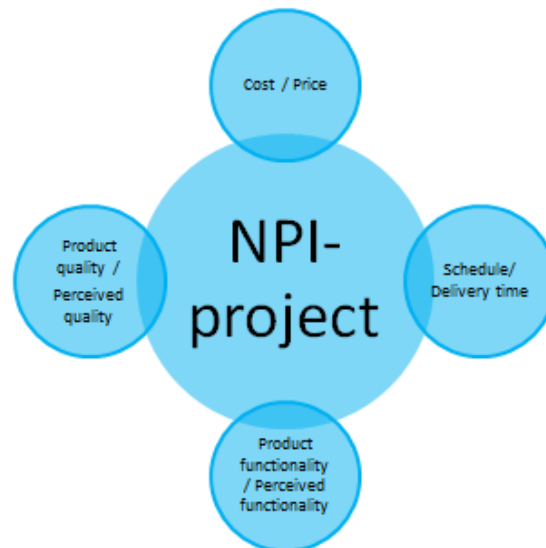 Cost / Price
NPI-
project
Product
quality /
Perceived
quality
Schedule/
Delivery time
Product
functionality
/ Perceived
functionality